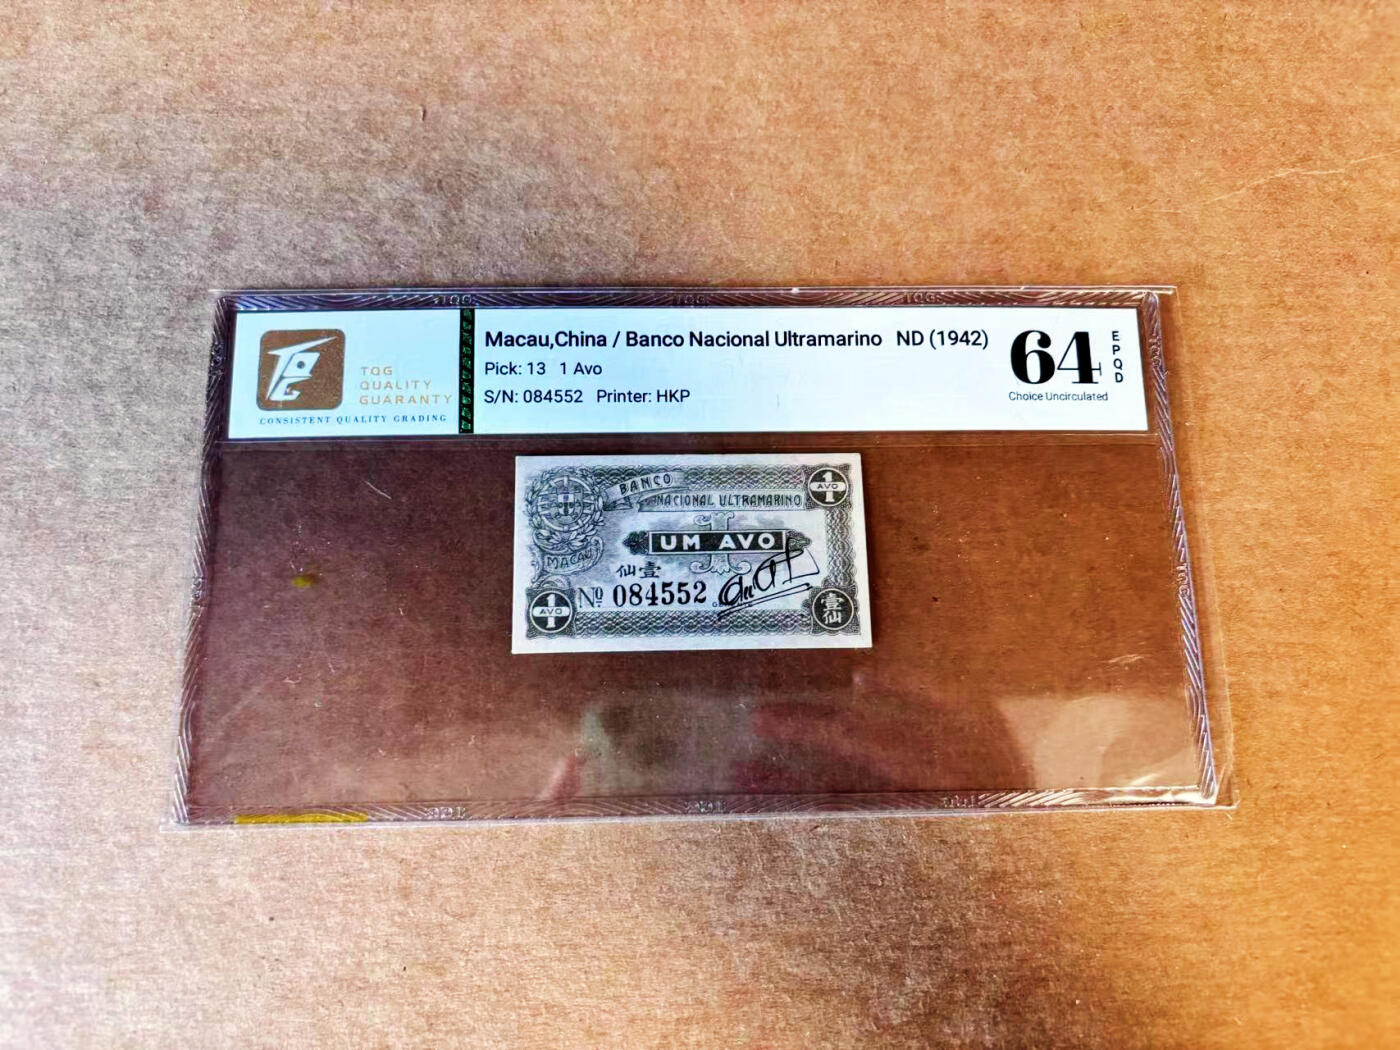 TQG
QUALITY
GUARANTY
CONSISTENT QUALITY GRADING
Macau,China / Banco Nacional Ultramarino ND (1942)
Pick: 13 1 Avo
S/N: 084552 Printer: HKP
64
EPQD
Choice Uncirculated
BANCO
NACIONAL ULTRAMARINO
1 AVO
UM AVO
MACAU
仙壹
Nº 084552
1 AVO
壹仙